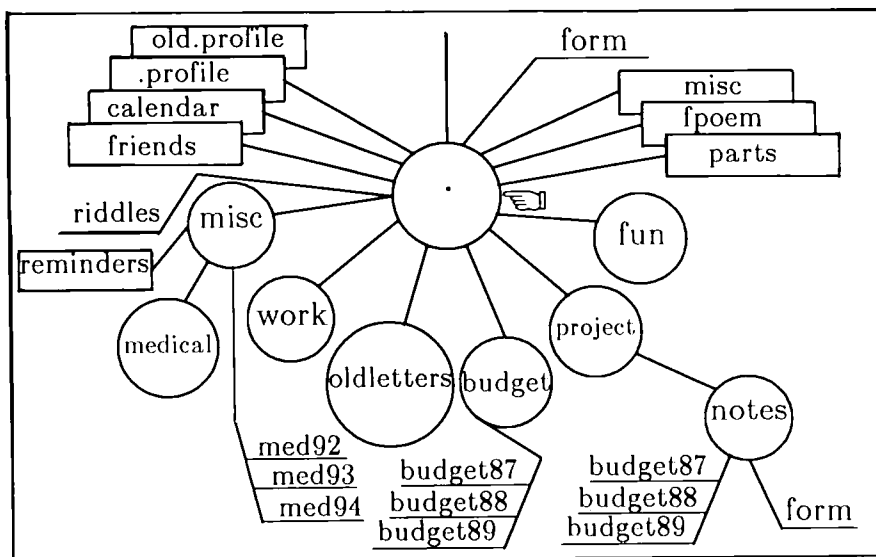 old.profile
.profile
calendar
friends
form
misc
fpoem
parts
.
riddles
misc
reminders
medical
work
oldletters
budget
project
fun
notes
med92
med93
med94
budget87
budget88
budget89
budget87
budget88
budget89
form